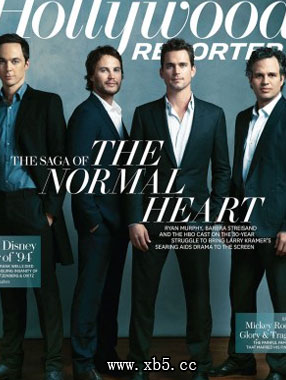 Hollywood
REPORTER
THE SAGA OF THE
NORMAL
HEART
RYAN MURPHY, BARBRA STREISAND
AND THE HBO CAST ON THE 30-YEAR
STRUGGLE TO BRING LARRY KRAMER'S
SEARING AIDS DRAMA TO THE SCREEN
Disney
of '94
Mickey Roo
Glory & Trag
www.xb5.cc